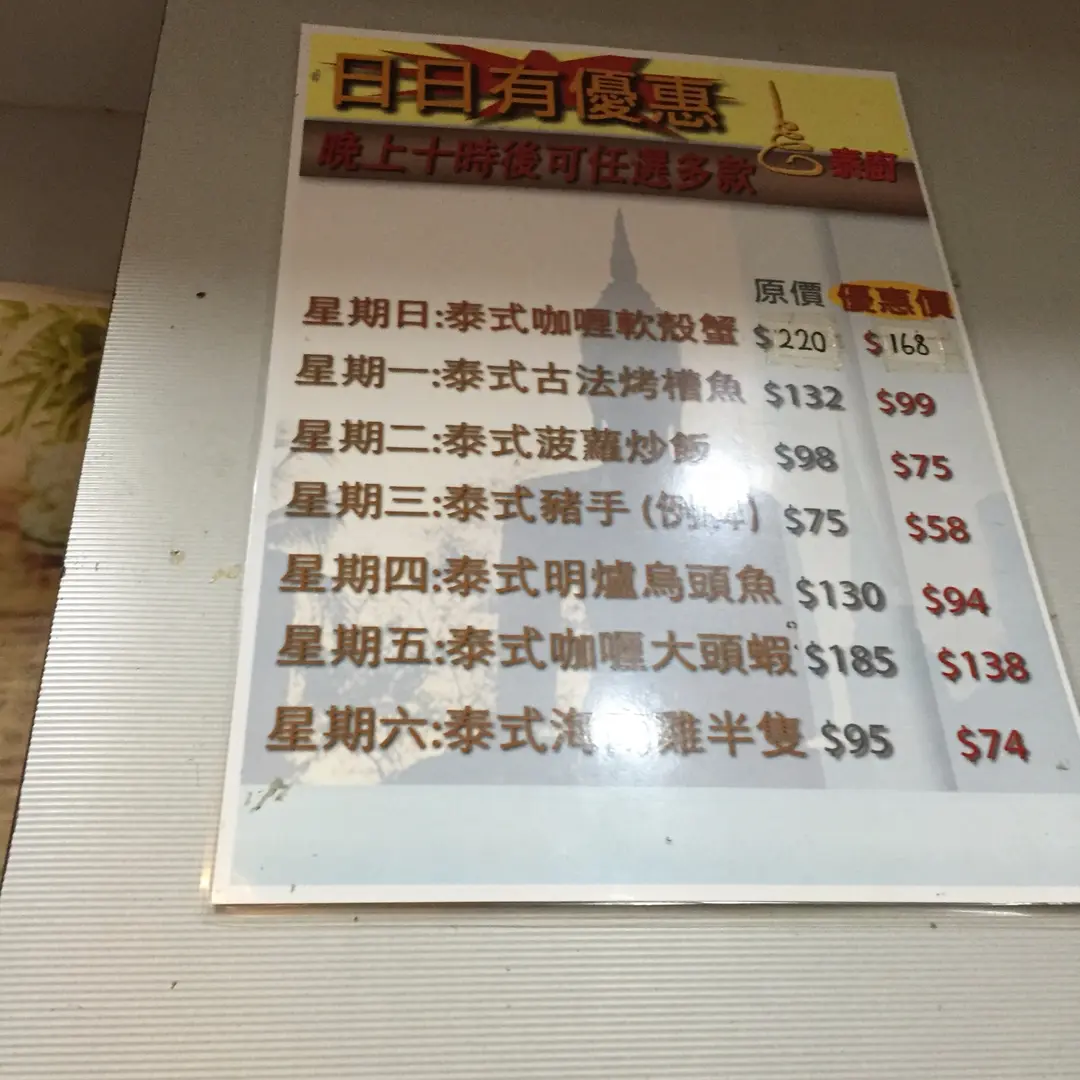 日日有優惠
泰廚
晚上十時後可任選多款
原價 優惠價
星期日:泰式咖喱軟殼蟹 $220 $168
星期一:泰式古法烤槽魚 $132 $99
星期二:泰式菠蘿炒飯 $98 $75
星期三:泰式豬手 (例) $75 $58
星期四:泰式明爐烏頭魚 $130 $94
星期五:泰式咖喱大頭蝦 $185 $138
星期六:泰式海雞半隻 $95 $74